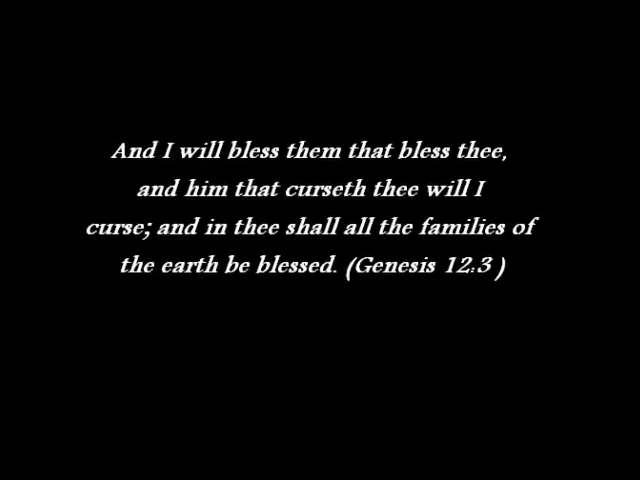 And I will bless them that bless thee,
and him that curseth thee will I
curse; and in thee shall all the families of
the earth be blessed. (Genesis 12:3 )